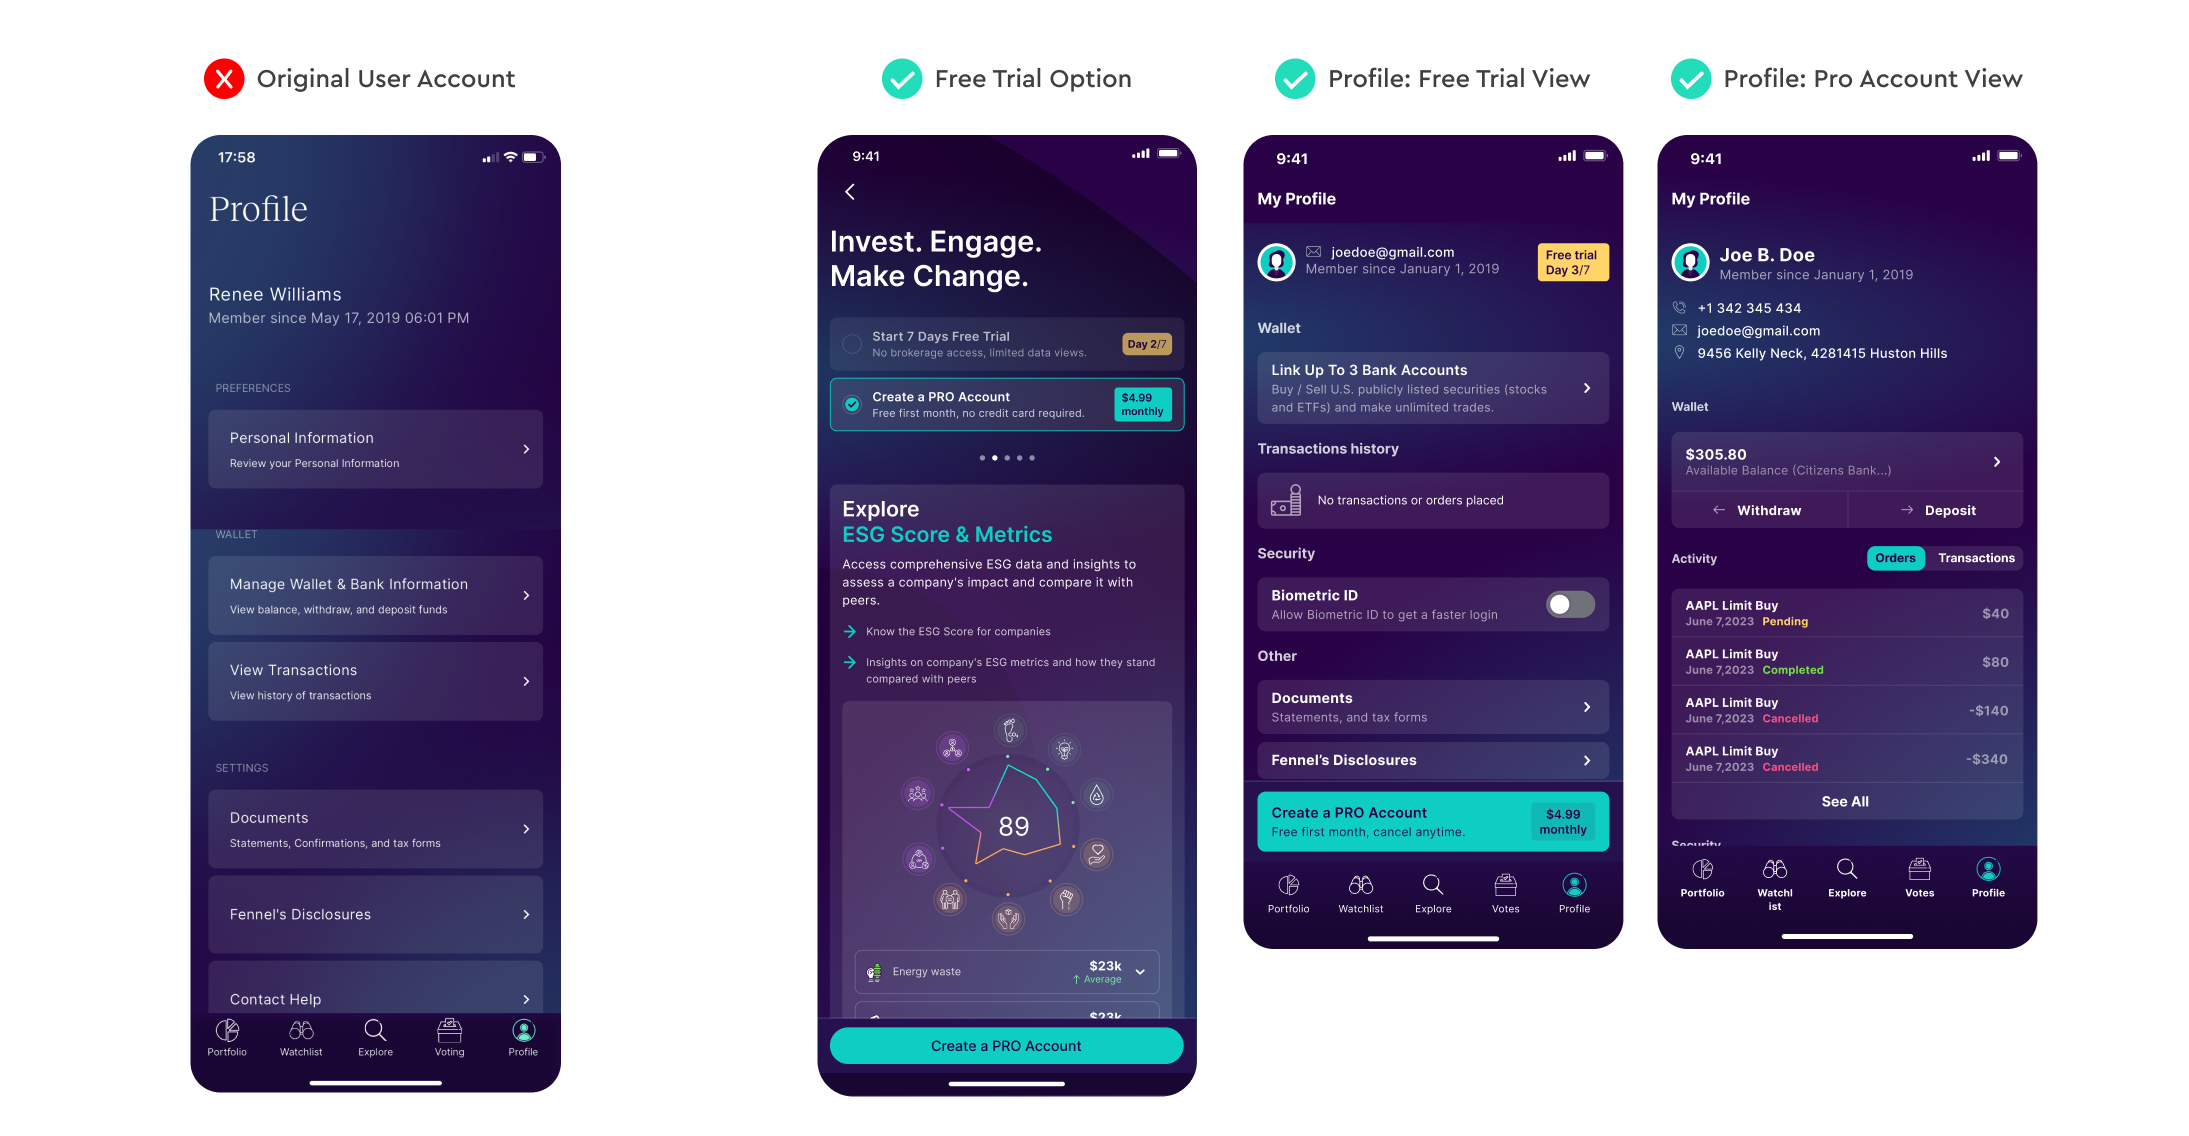 Original User Account
17:58
Profile
Renee Williams
Member since May 17, 2019 06:01 PM
PREFERENCES
Personal Information
Review your Personal Information
WALLET
Manage Wallet & Bank Information
View balance, withdraw, and deposit funds
View Transactions
View history of transactions
SETTINGS
Documents
Statements, Confirmations, and tax forms
Fennel's Disclosures
Contact Help
Portfolio
Watchlist
Explore
Voting
Profile
Free Trial Option
9:41
Invest. Engage.
Make Change.
Start 7 Days Free Trial
No brokerage access, limited data views.
Day 2/7
Create a PRO Account
Free first month, no credit card required.
$4.99
monthly
Explore
ESG Score & Metrics
Access comprehensive ESG data and insights to
assess a company's impact and compare it with
peers.
Know the ESG Score for companies
Insights on company's ESG metrics and how they stand
compared with peers
89
Energy waste
$23k
Average
$23k
Create a PRO Account
Profile: Free Trial View
9:41
My Profile
joedoe@gmail.com
Member since January 1, 2019
Free trial
Day 3/7
Wallet
Link Up To 3 Bank Accounts
Buy / Sell U.S. publicly listed securities (stocks
and ETFs) and make unlimited trades.
Transactions history
No transactions or orders placed
Security
Biometric ID
Allow Biometric ID to get a faster login
Other
Documents
Statements, and tax forms
Fennel’s Disclosures
Create a PRO Account
Free first month, cancel anytime.
$4.99
monthly
Portfolio
Watchlist
Explore
Votes
Profile
Profile: Pro Account View
9:41
My Profile
Joe B. Doe
Member since January 1, 2019
+1 342 345 434
joedoe@gmail.com
9456 Kelly Neck, 4281415 Huston Hills
Wallet
$305.80
Available Balance (Citizens Bank...)
Withdraw
Deposit
Activity
Orders
Transactions
AAPL Limit Buy
June 7,2023 Pending
$40
AAPL Limit Buy
June 7,2023 Completed
$80
AAPL Limit Buy
June 7,2023 Cancelled
-$140
AAPL Limit Buy
June 7,2023 Cancelled
-$340
See All
Security
Portfolio
Watchl
ist
Explore
Votes
Profile